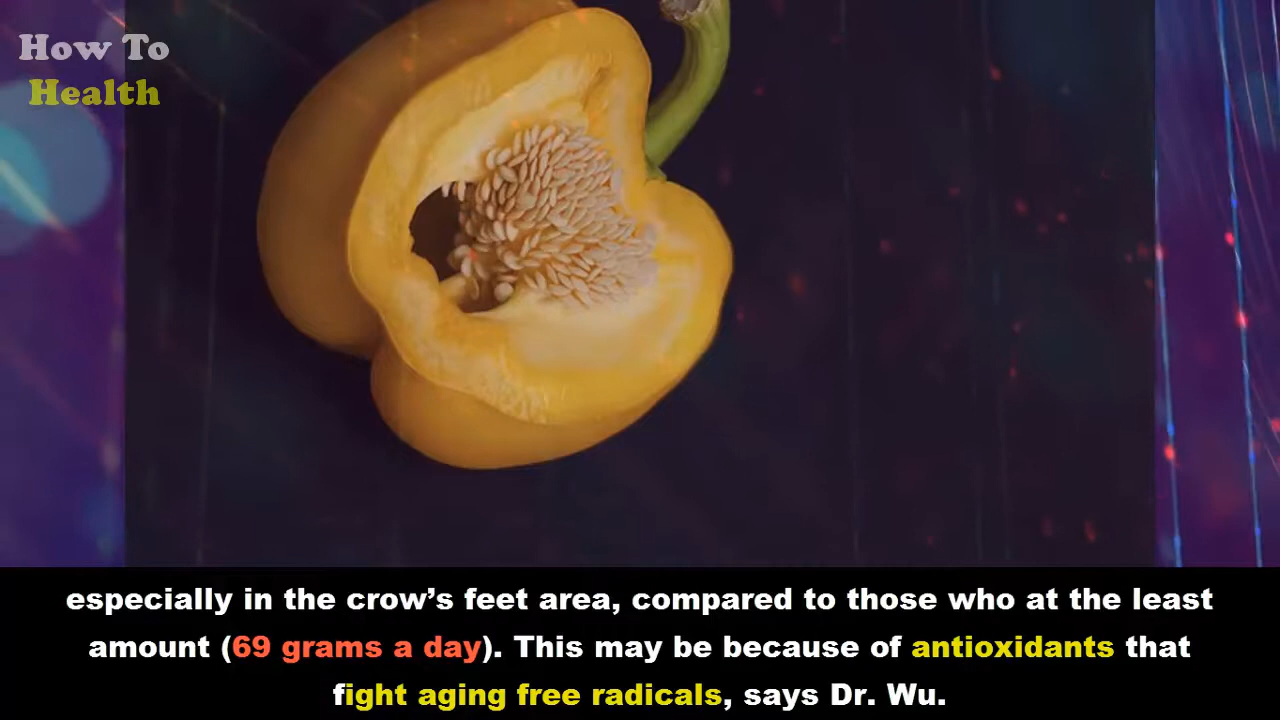 How To
Health
especially in the crow’s feet area, compared to those who at the least
amount (69 grams a day). This may be because of antioxidants that
fight aging free radicals, says Dr. Wu.